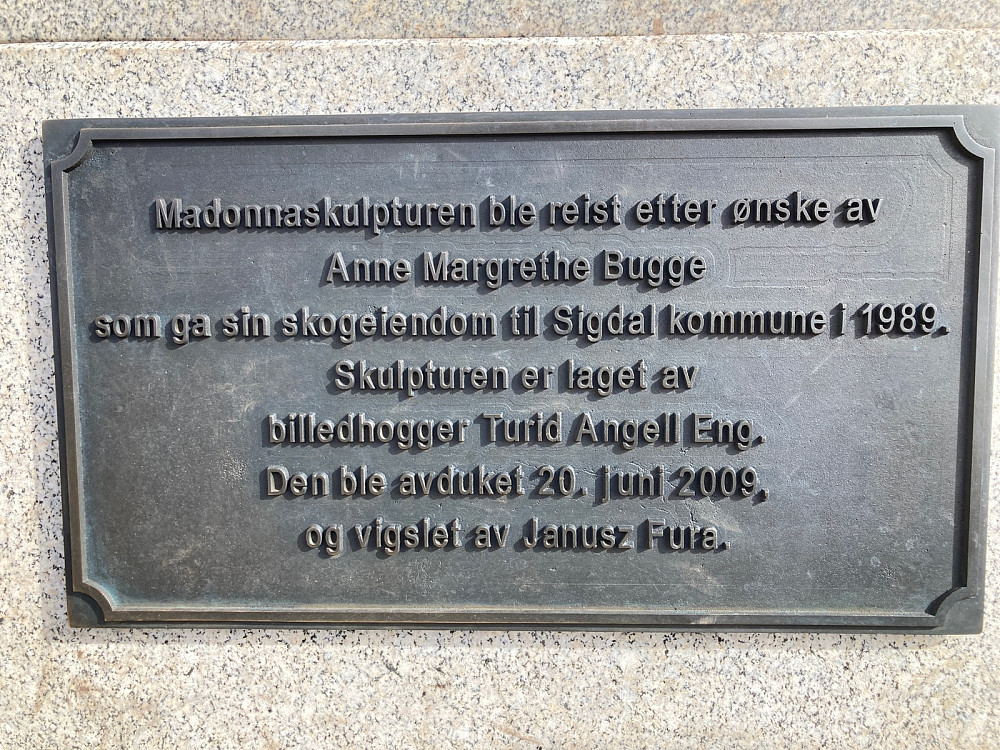 Madonnaskulpturen ble reist etter ønske av
Anne Margrethe Bugge
som ga sin skogeiendom til Sigdal kommune i 1989.
Skulpturen er laget av
billedhogger Turid Angell Eng.
Den ble avduket 20. juni 2009,
og vigslet av Janusz Fura.